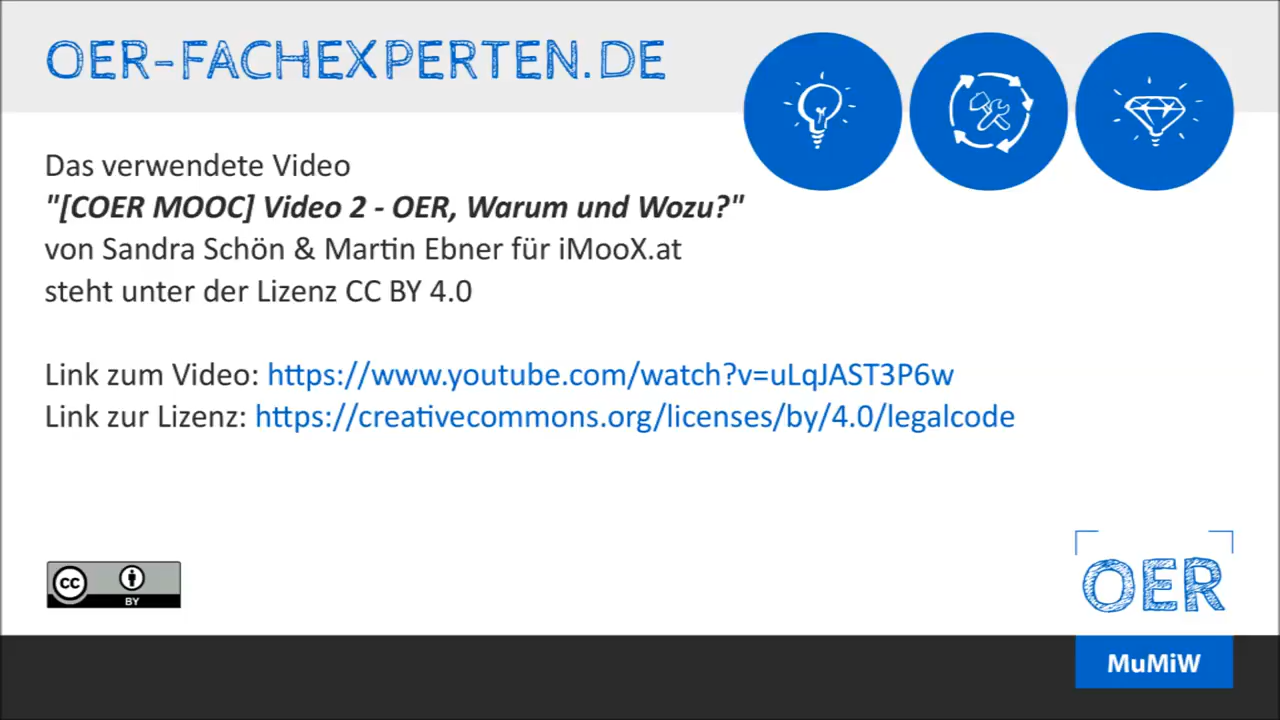 OER-FACHEXPERTEN.DE
Das verwendete Video
"[COER MOOC] Video 2 - OER, Warum und Wozu?"
von Sandra Schön & Martin Ebner für iMooX.at
steht unter der Lizenz CC BY 4.0
Link zum Video: https://www.youtube.com/watch?v=uLqJAST3P6w
Link zur Lizenz: https://creativecommons.org/licenses/by/4.0/legalcode
cc
BY
OER
MuMiW